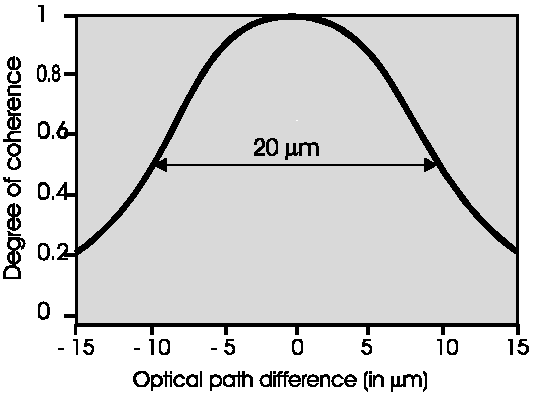 1
0.8
0.6
0.4
0.2
0
Degree of coherence
20 µm
- 15 - 10 - 5 0 5 10 15
Optical path difference (in µm)